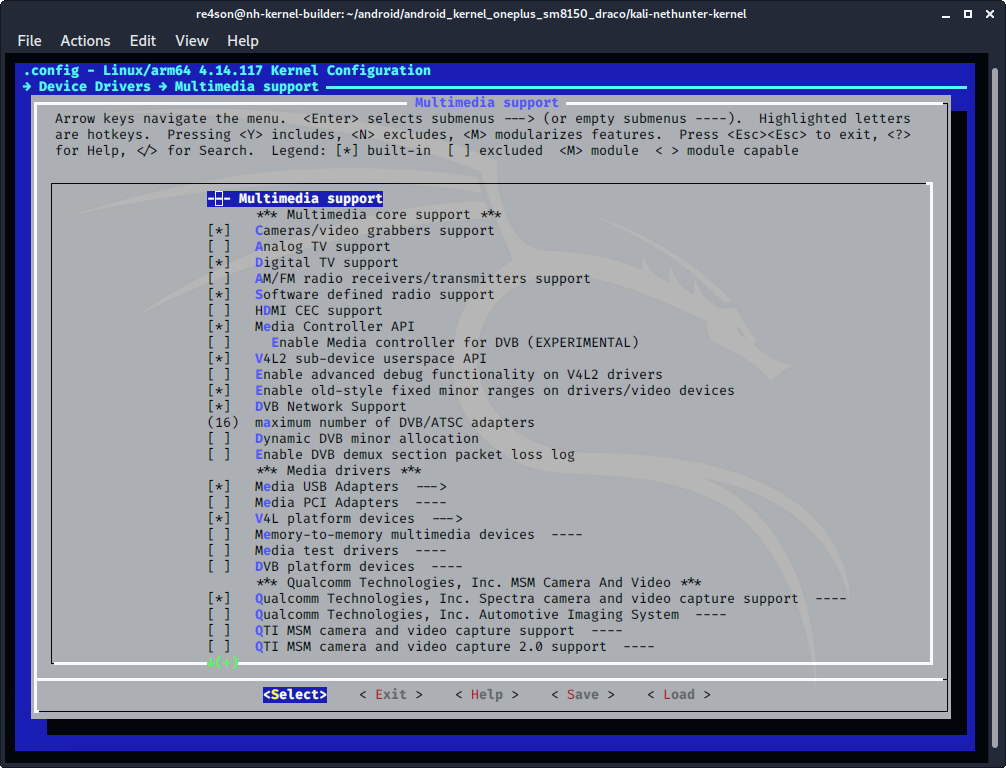 re4son@nh-kernel-builder: ~/android/android_kernel_oneplus_sm8150_draco/kali-nethunter-kernel
File Actions Edit View Help
.config - Linux/arm64 4.14.117 Kernel Configuration
→ Device Drivers → Multimedia support
Multimedia support
Arrow keys navigate the menu.  <Enter> selects submenus ---> (or empty submenus ----).  Highlighted letters
are hotkeys.  Pressing <Y> includes, <N> excludes, <M> modularizes features.  Press <Esc><Esc> to exit, <?>
for Help, </> for Search.  Legend: [*] built-in  [ ] excluded  <M> module  < > module capable
--- Multimedia support
*** Multimedia core support ***
[*]   Cameras/video grabbers support
[ ]   Analog TV support
[*]   Digital TV support
[ ]   AM/FM radio receivers/transmitters support
[*]   Software defined radio support
[ ]   HDMI CEC support
[*]   Media Controller API
[ ]     Enable Media controller for DVB (EXPERIMENTAL)
[*]   V4L2 sub-device userspace API
[ ]   Enable advanced debug functionality on V4L2 drivers
[*]   Enable old-style fixed minor ranges on drivers/video devices
[*]   DVB Network Support
(16)  maximum number of DVB/ATSC adapters
[ ]   Dynamic DVB minor allocation
[ ]   Enable DVB demux section packet loss log
*** Media drivers ***
[*]   Media USB Adapters  --->
[ ]   Media PCI Adapters  ----
[*]   V4L platform devices  --->
[ ]   Memory-to-memory multimedia devices  ----
[ ]   Media test drivers  ----
[ ]   DVB platform devices  ----
*** Qualcomm Technologies, Inc. MSM Camera And Video ***
[*]   Qualcomm Technologies, Inc. Spectra camera and video capture support  ----
[ ]   Qualcomm Technologies, Inc. Automotive Imaging System  ----
[ ]   QTI MSM camera and video capture support  ----
[ ]   QTI MSM camera and video capture 2.0 support  ----
↓(+)
<Select>    < Exit >    < Help >    < Save >    < Load >